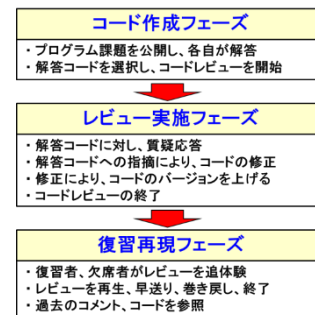 コード作成フェーズ
・プログラム課題を公開し、各自が解答
・解答コードを選択し、コードレビューを開始
レビュー実施フェーズ
・解答コードに対し、質疑応答
・解答コードへの指摘により、コードの修正
・修正により、コードのバージョンを上げる
・コードレビューの終了
復習再現フェーズ
・復習者、欠席者がレビューを追体験
・レビューを再生、早送り、巻き戻し、終了
・過去のコメント、コードを参照